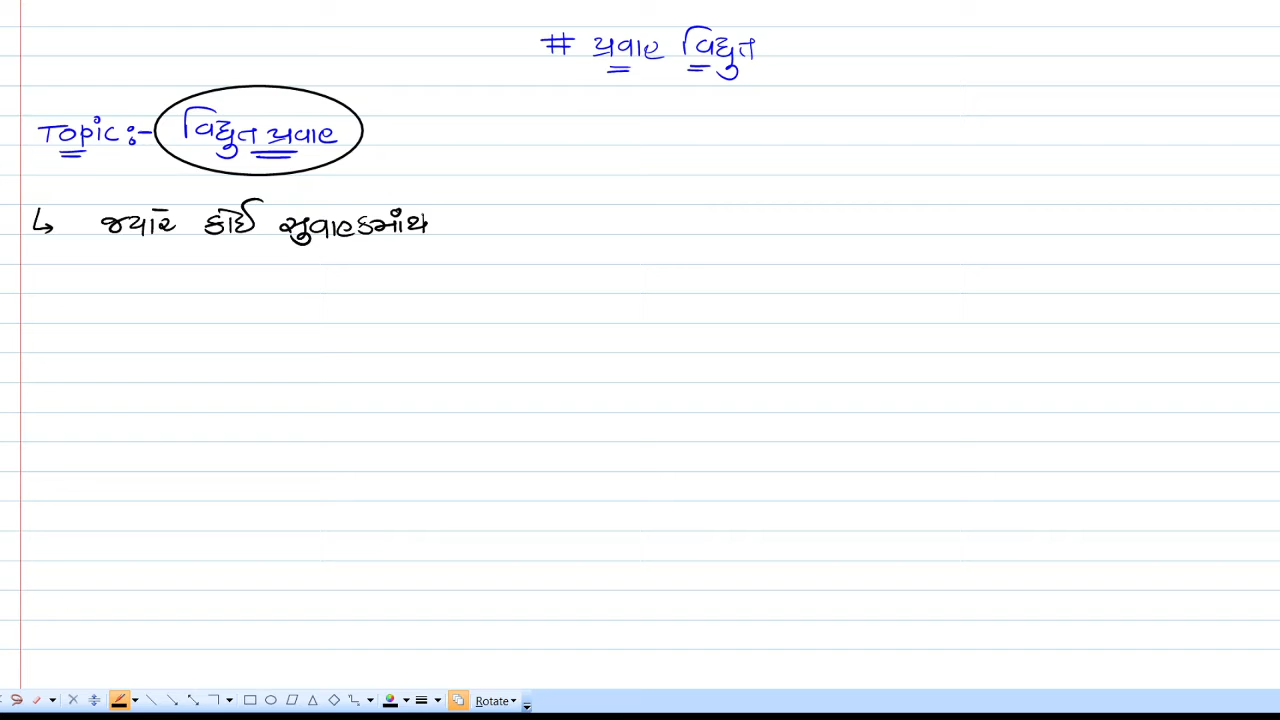 # પ્રવાહ વિદ્યુત
Topic:- વિદ્યુત પ્રવાહ
↳ જ્યારે કોઈ સુવાહકમાંથ
Rotate